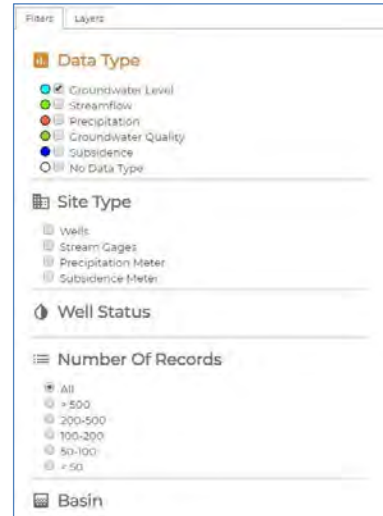 Filters Layers
Data Type
Groundwater Level
Streamflow
Precipitation
Groundwater Quality
Subsidence
No Data Type
Site Type
Wells
Stream Gages
Precipitation Meter
Subsidence Meter
Well Status
Number Of Records
All
> 500
200-500
100-200
50-100
< 50
Basin